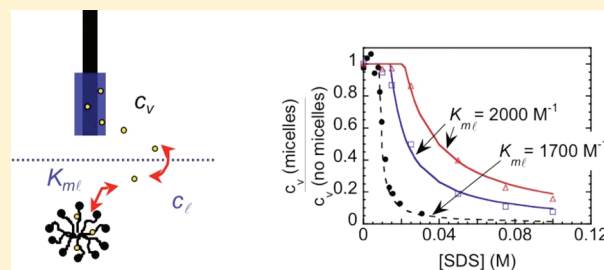 c_v
K_mℓ
c_ℓ
c_v (micelles)
c_v (no micelles)
1
0.8
0.6
0.4
0.2
0
K_mℓ = 2000 M⁻¹
K_mℓ = 1700 M⁻¹
0 0.04 0.08 0.12
[SDS] (M)